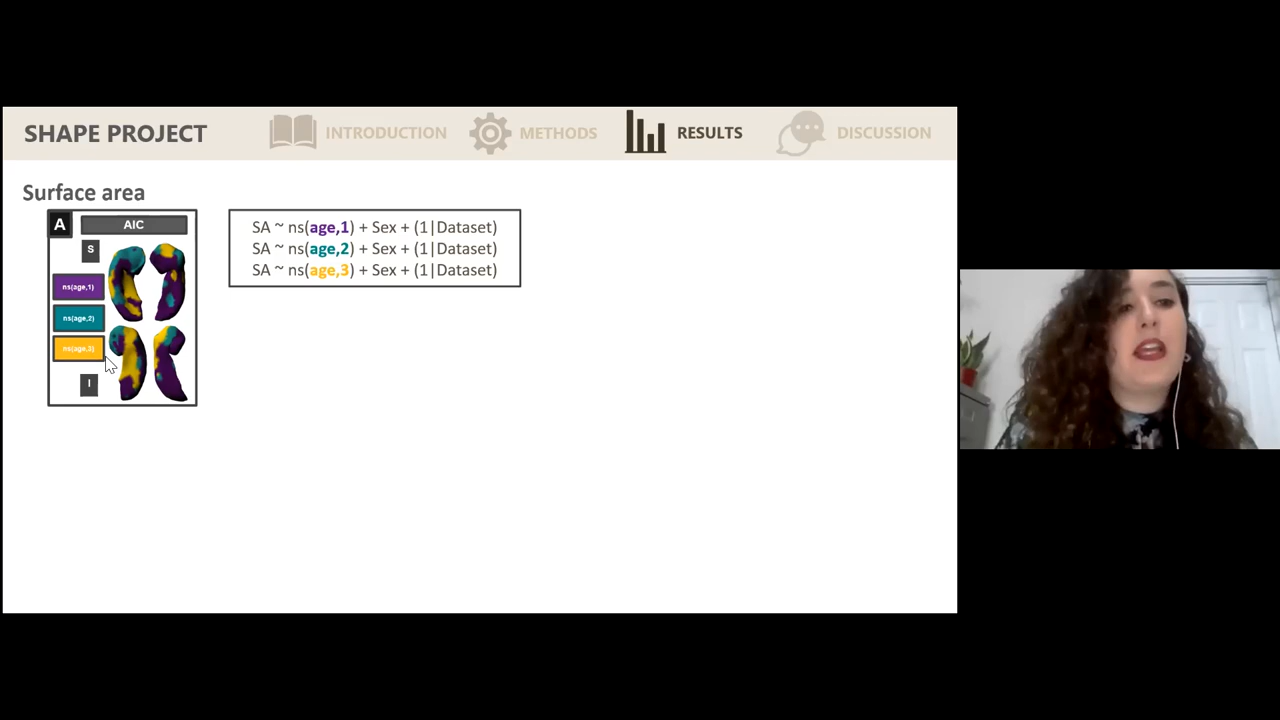 SHAPE PROJECT
INTRODUCTION
METHODS
RESULTS
DISCUSSION
Surface area
A
AIC
S
ns(age,1)
ns(age,2)
ns(age,3)
I
SA ~ ns(age,1) + Sex + (1|Dataset)
SA ~ ns(age,2) + Sex + (1|Dataset)
SA ~ ns(age,3) + Sex + (1|Dataset)